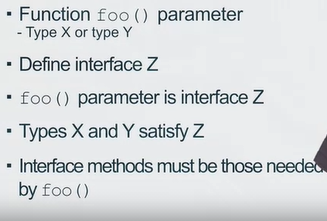 ▪ Function foo() parameter
- Type X or type Y
▪ Define interface Z
▪ foo() parameter is interface Z
▪ Types X and Y satisfy Z
▪ Interface methods must be those needed
by foo()